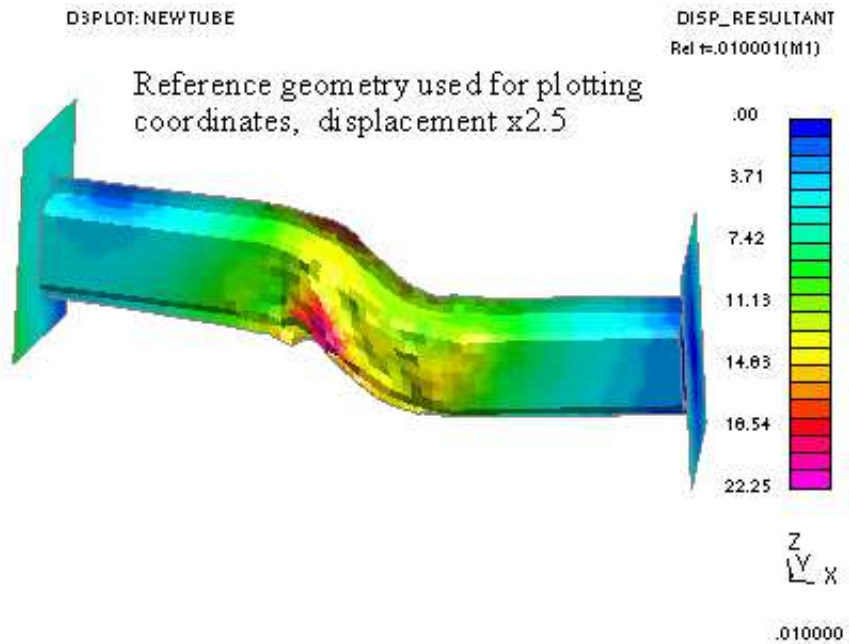 D3PLOT: NEWTUBE
DISP_RESULTANT
Rel t=.010001(M1)
Reference geometry used for plotting
coordinates, displacement x2.5
.00
3.71
7.42
11.13
14.83
18.54
22.25
Z
Y
X
.010000